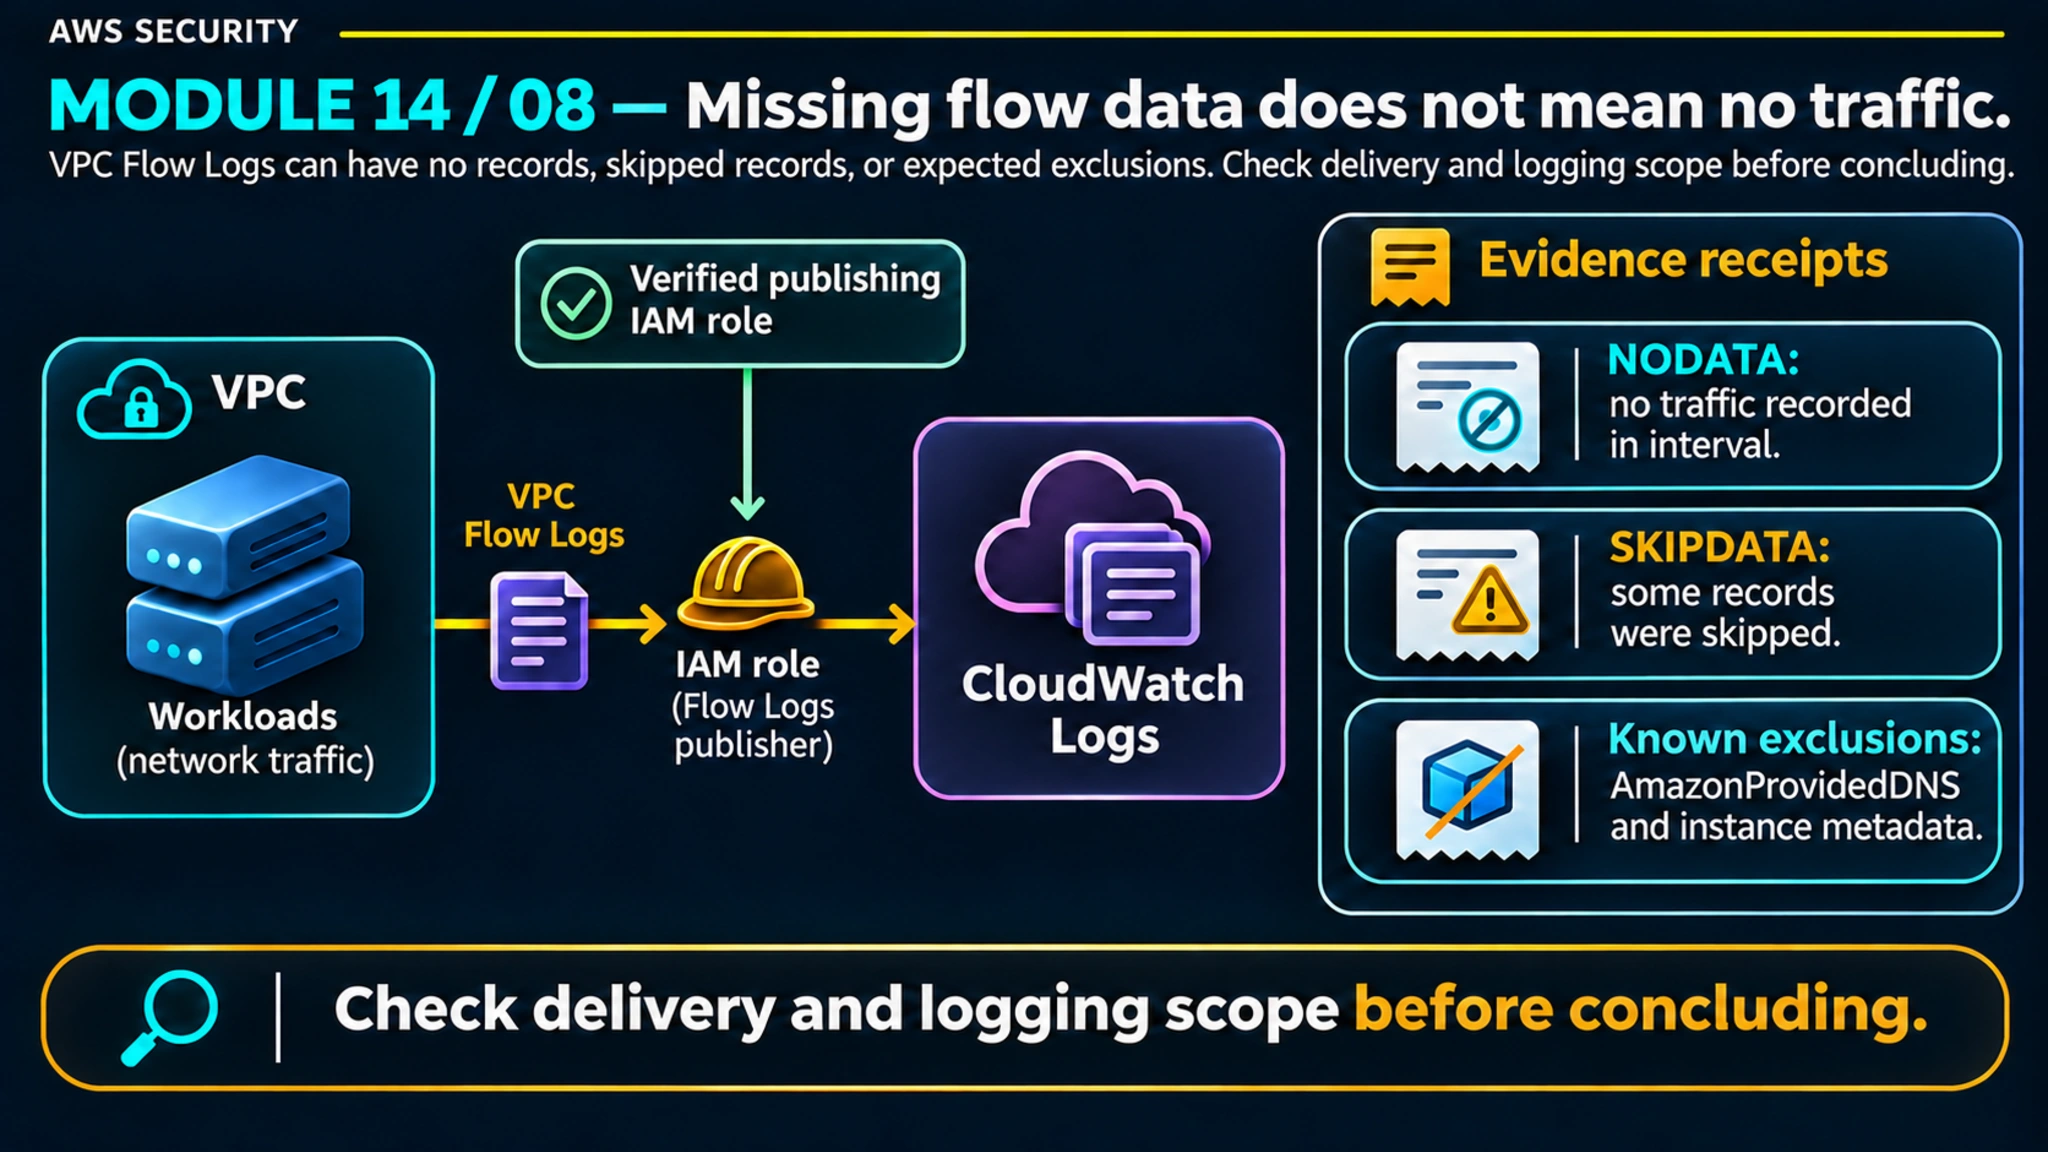 AWS SECURITY
MODULE 14 / 08 — Missing flow data does not mean no traffic.
VPC Flow Logs can have no records, skipped records, or expected exclusions. Check delivery and logging scope before concluding.
VPC
Workloads
(network traffic)
VPC
Flow Logs
Verified publishing
IAM role
IAM role
(Flow Logs
publisher)
CloudWatch
Logs
Evidence receipts
NODATA:
no traffic recorded
in interval.
SKIPDATA:
some records
were skipped.
Known exclusions:
AmazonProvidedDNS
and instance metadata.
Check delivery and logging scope before concluding.